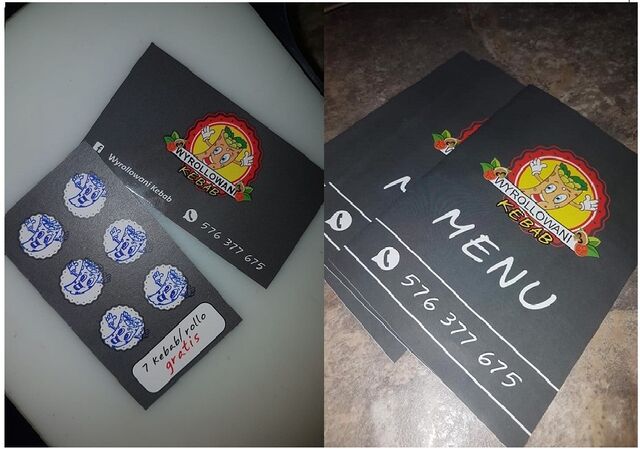 WYROLLOWANI
KEBAB
Wyrollowani kebab
576 377 675
7 kebab/rollo
gratis
WYROLLOWANI
KEBAB
MENU
576 377 675
M